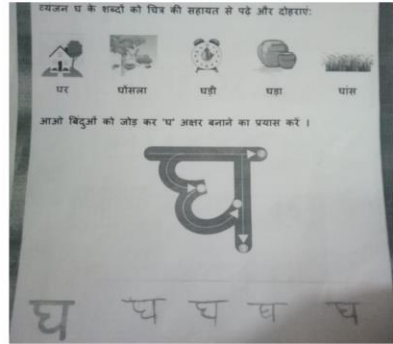 व्यंजन घ के शब्दों को चित्र की सहायत से पढ़े और दोहराएं:
घर घोंसला घड़ी घड़ा घांस
आओ बिंदुओं को जोड़ कर 'घ' अक्षर बनाने का प्रयास करें ।
घ
घ घ घ घ घ